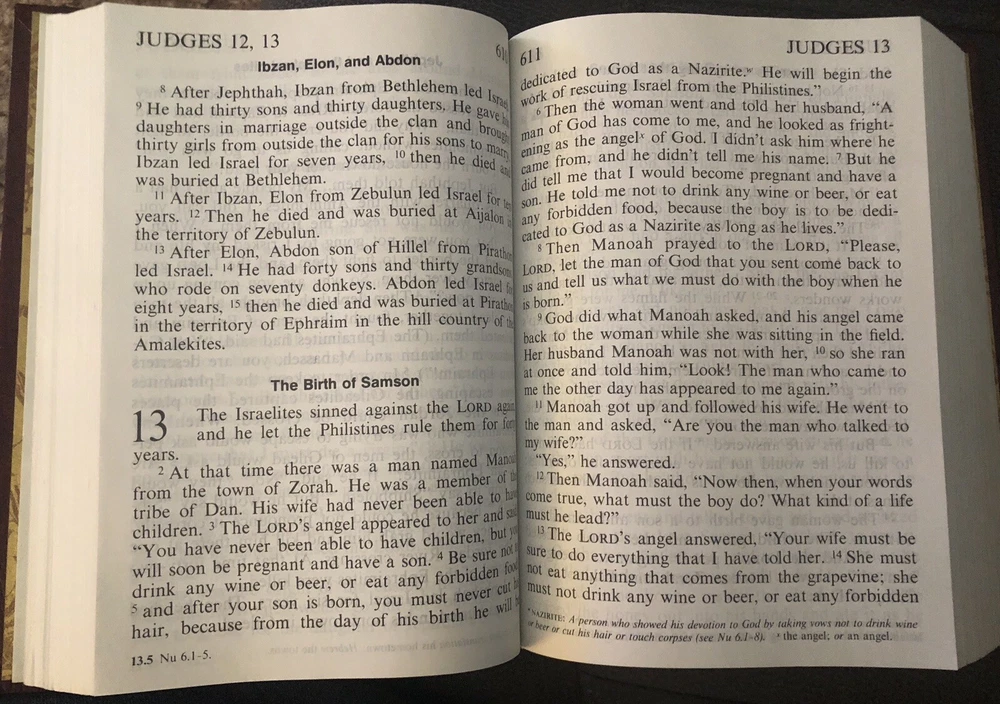 JUDGES 12, 13
Ibzan, Elon, and Abdon
8 After Jephthah, Ibzan from Bethlehem led
9 He had thirty sons and thirty daughters. He gave
daughters in marriage outside the clan and
thirty girls from outside the clan for his sons to
Ibzan led Israel for seven years, 10 then he died
was buried at Bethlehem.
11 After Ibzan, Elon from Zebulun led Israel for
years. 12 Then he died and was buried at Aijalon
the territory of Zebulun.
13 After Elon, Abdon son of Hillel from
led Israel. 14 He had forty sons and thirty
who rode on seventy donkeys. Abdon led Israel
eight years, 15 then he died and was buried at
in the territory of Ephraim in the hill country of
Amalekites.
The Birth of Samson
13 The Israelites sinned against the LORD
and he let the Philistines rule them for
years.
2 At that time there was a man named
from the town of Zorah. He was a member of
tribe of Dan. His wife had never been able to
children. 3 The LORD's angel appeared to her and
“You have never been able to have children, but
will soon be pregnant and have a son. 4 Be sure not
drink any wine or beer, or eat any forbidden
5 and after your son is born, you must never cut
hair, because from the day of his birth he will
13.5 Nu 6.1-5.
611
JUDGES 13
dedicated to God as a Nazirite.w He will begin the
work of rescuing Israel from the Philistines.”
6 Then the woman went and told her husband, “A
man of God has come to me, and he looked as fright-
ening as the angelx of God. I didn't ask him where he
came from, and he didn't tell me his name. 7 But he
did tell me that I would become pregnant and have a
son. He told me not to drink any wine or beer, or eat
any forbidden food, because the boy is to be dedi-
cated to God as a Nazirite as long as he lives.”
8 Then Manoah prayed to the LORD, “Please,
LORD, let the man of God that you sent come back to
us and tell us what we must do with the boy when he
is born.”
9 God did what Manoah asked, and his angel came
back to the woman while she was sitting in the field.
Her husband Manoah was not with her, 10 so she ran
at once and told him, “Look! The man who came to
me the other day has appeared to me again.”
11 Manoah got up and followed his wife. He went to
the man and asked, “Are you the man who talked to
my wife?”
“Yes,” he answered.
12 Then Manoah said, “Now then, when your words
come true, what must the boy do? What kind of a life
must he lead?”
13 The LORD's angel answered, “Your wife must be
sure to do everything that I have told her. 14 She must
not eat anything that comes from the grapevine; she
must not drink any wine or beer, or eat any forbidden
w NAZIRITE: A person who showed his devotion to God by taking vows not to drink wine
or beer or cut his hair or touch corpses (see Nu 6.1-8). x the angel; or an angel.